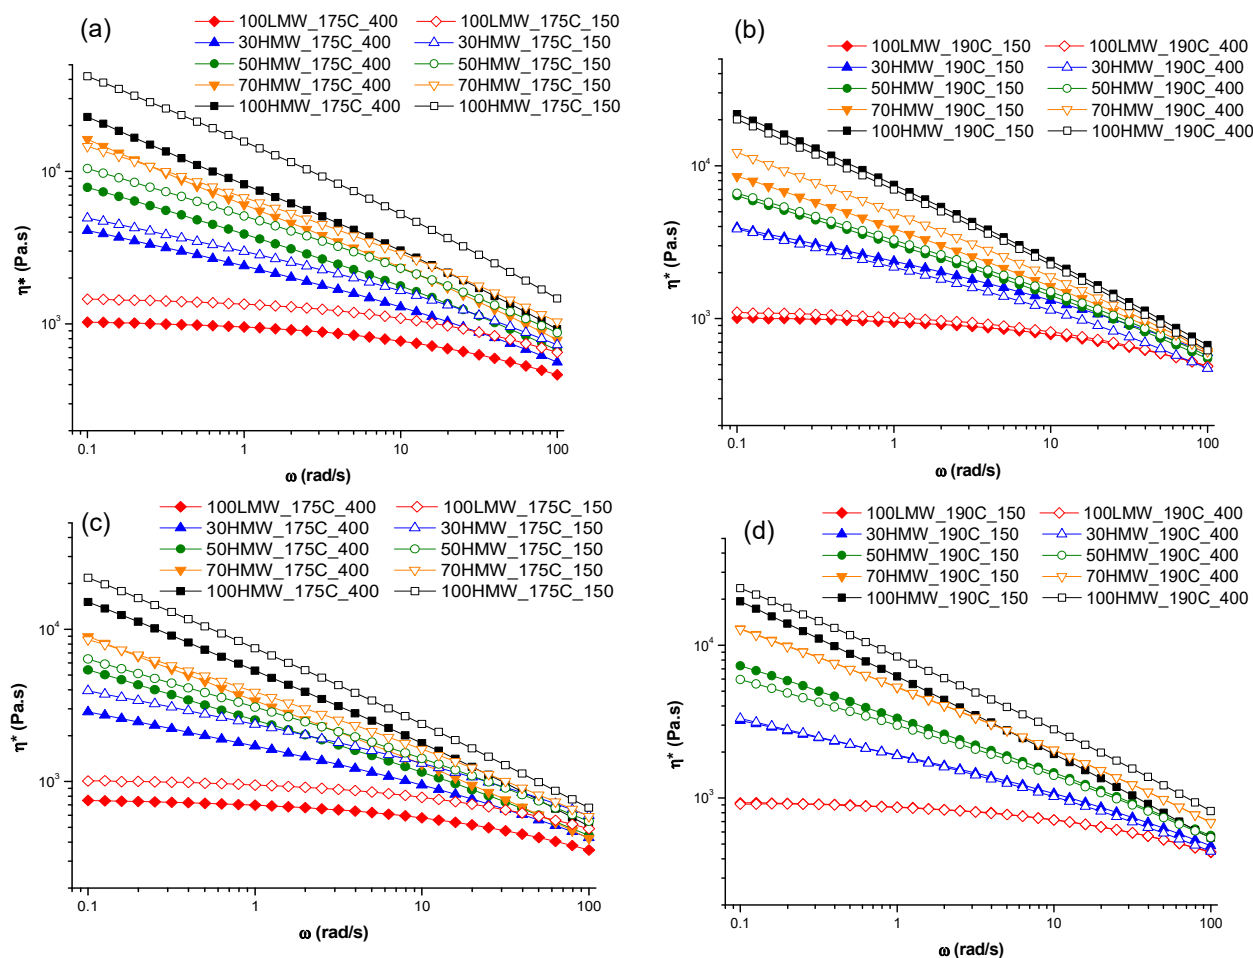 (a)
100LMW_175C_400 100LMW_175C_150
30HMW_175C_400 30HMW_175C_150
50HMW_175C_400 50HMW_175C_150
70HMW_175C_400 70HMW_175C_150
100HMW_175C_400 100HMW_175C_150
10^4
10^3
η* (Pa.s)
0.1 1 10 100
ω (rad/s)
(b)
100LMW_190C_150 100LMW_190C_400
30HMW_190C_150 30HMW_190C_400
50HMW_190C_150 50HMW_190C_400
70HMW_190C_150 70HMW_190C_400
100HMW_190C_150 100HMW_190C_400
10^4
10^3
η* (Pa.s)
0.1 1 10 100
ω (rad/s)
(c)
100LMW_175C_400 100LMW_175C_150
30HMW_175C_400 30HMW_175C_150
50HMW_175C_400 50HMW_175C_150
70HMW_175C_400 70HMW_175C_150
100HMW_175C_400 100HMW_175C_150
10^4
10^3
η* (Pa.s)
0.1 1 10 100
ω (rad/s)
(d)
100LMW_190C_150 100LMW_190C_400
30HMW_190C_150 30HMW_190C_400
50HMW_190C_150 50HMW_190C_400
70HMW_190C_150 70HMW_190C_400
100HMW_190C_150 100HMW_190C_400
10^4
10^3
η* (Pa.s)
0.1 1 10 100
ω (rad/s)